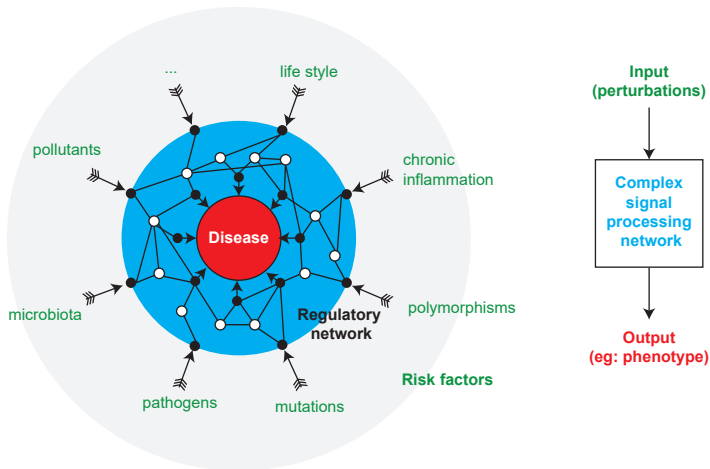 ...
life style
pollutants
chronic
inflammation
Disease
microbiota
polymorphisms
Regulatory
network
Risk factors
pathogens
mutations
Input
(perturbations)
Complex
signal
processing
network
Output
(eg: phenotype)